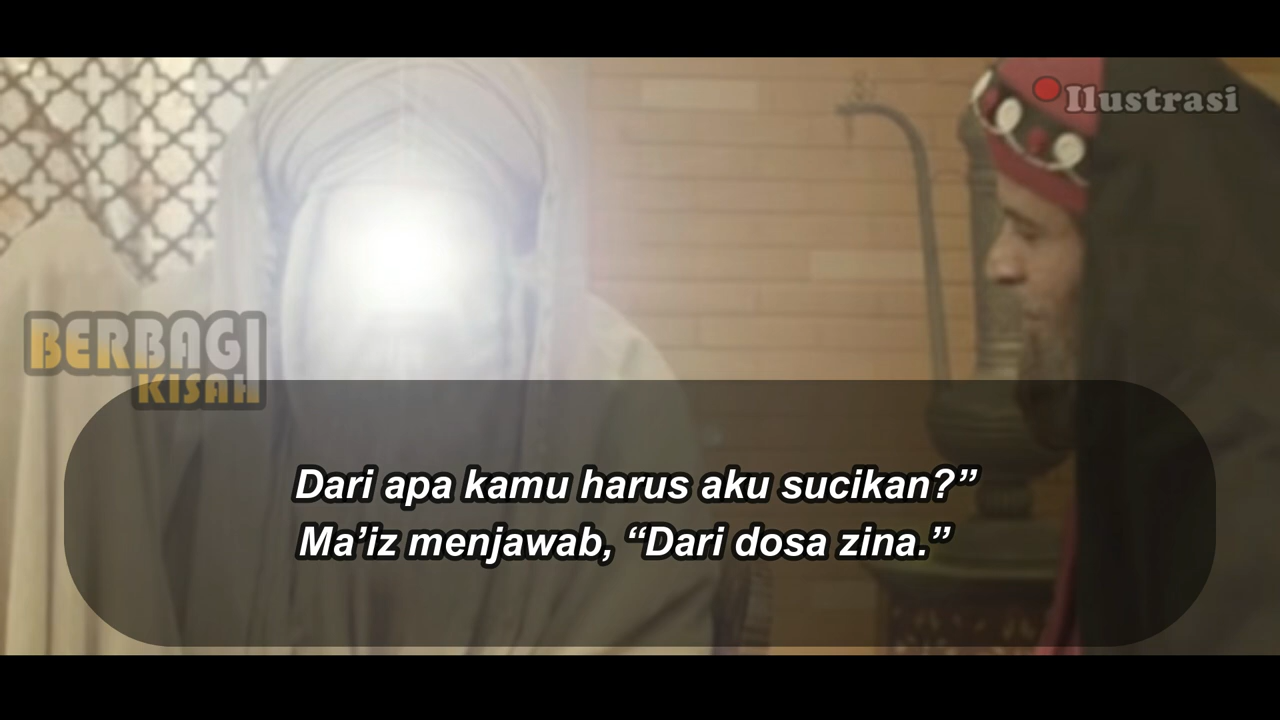 Ilustrasi
BERBAGI
KISAH
Dari apa kamu harus aku sucikan?”
Ma’iz menjawab, “Dari dosa zina.”